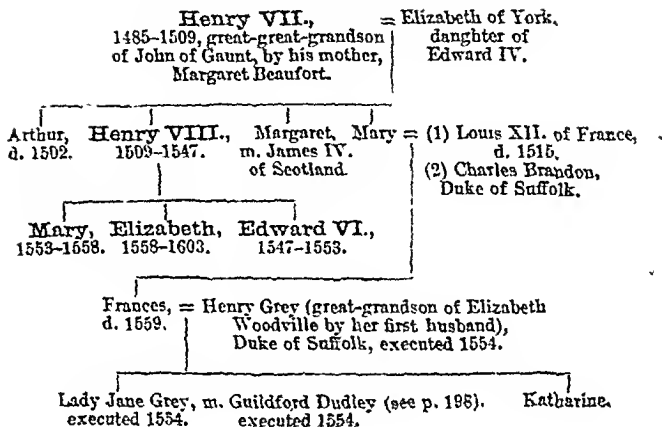 Henry VII., = Elizabeth of York,
1485-1509, great-great-grandson daughter of
of John of Gaunt, by his mother, Edward IV.
Margaret Beaufort.
Arthur, Henry VIII., Margaret, Mary = (1) Louis XII. of France,
d. 1502. 1509-1547. m. James IV. d. 1515.
of Scotland. (2) Charles Brandon,
Duke of Suffolk.
Mary, Elizabeth, Edward VI.,
1553-1558. 1558-1603. 1547-1553.
Frances, = Henry Grey (great-grandson of Elizabeth
d. 1559. Woodville by her first husband),
Duke of Suffolk, executed 1554.
Lady Jane Grey, m. Guildford Dudley (see p. 198). Katharine.
executed 1554. executed 1554.